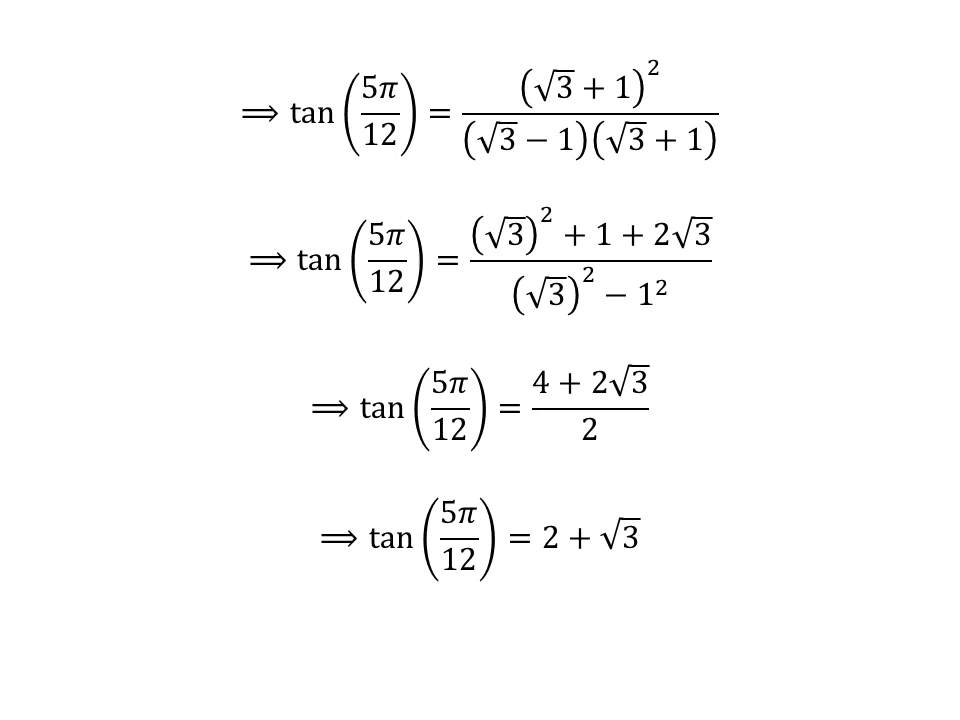 ⟹ tan(5π/12) = (√3 + 1)² / (√3 − 1)(√3 + 1)
⟹ tan(5π/12) = ((√3)² + 1 + 2√3) / ((√3)² − 1²)
⟹ tan(5π/12) = (4 + 2√3) / 2
⟹ tan(5π/12) = 2 + √3